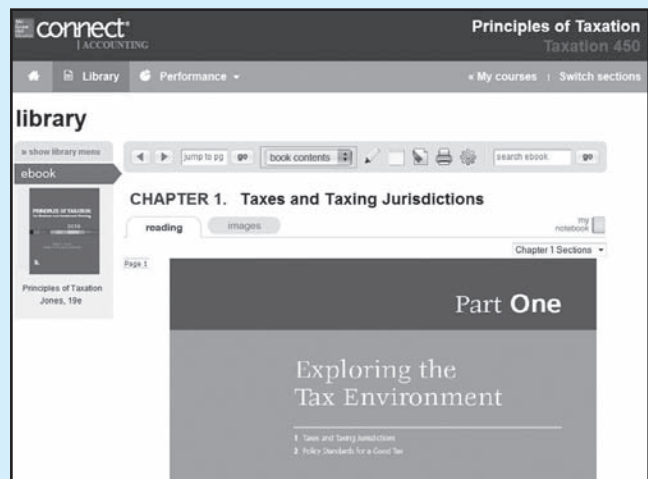 Mc Graw Hill connect
| ACCOUNTING
Principles of Taxation
Taxation 450
Library Performance
« My courses | Switch sections
library
» show library menu
ebook
jump to pg go book contents search ebook go
CHAPTER 1. Taxes and Taxing Jurisdictions
reading images
my notebook
Chapter 1 Sections
Page 1
PRINCIPLES OF TAXATION
Principles of Taxation
Jones, 19e
Part One
Exploring the
Tax Environment
1 Taxes and Taxing Jurisdictions
2 Policy Standards for a Good Tax